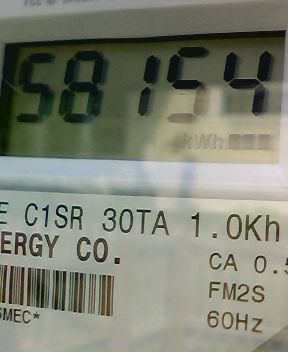 58154
kWh
E C1SR 30TA 1.0Kh
ERGY CO.
CA 0.5
FM2S
SMEC*
60Hz